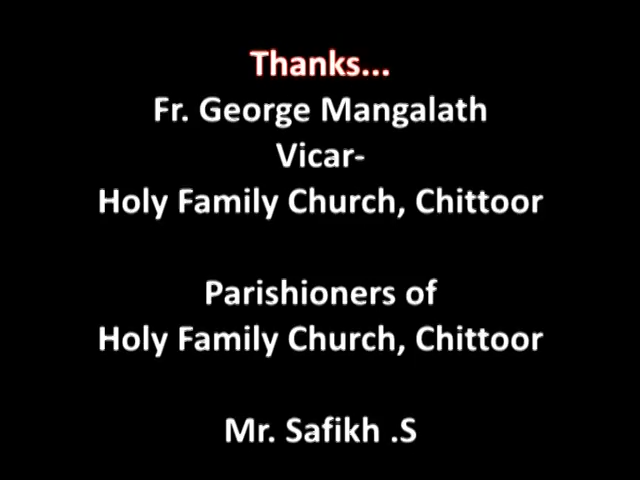 Thanks...
Fr. George Mangalath
Vicar-
Holy Family Church, Chittoor
Parishioners of
Holy Family Church, Chittoor
Mr. Safikh .S